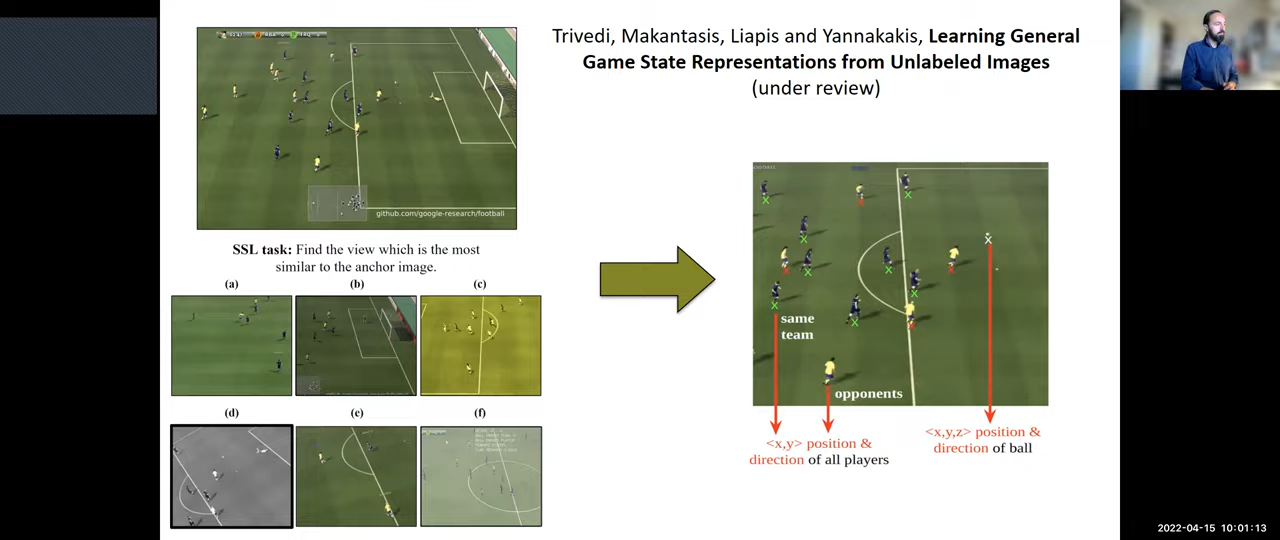 Trivedi, Makantasis, Liapis and Yannakakis, Learning General
Game State Representations from Unlabeled Images
(under review)
github.com/google-research/football
SSL task: Find the view which is the most
similar to the anchor image.
(a) (b) (c)
(d) (e) (f)
same
team
opponents
<x,y> position &
direction of all players
<x,y,z> position &
direction of ball
2022-04-15 10:01:13